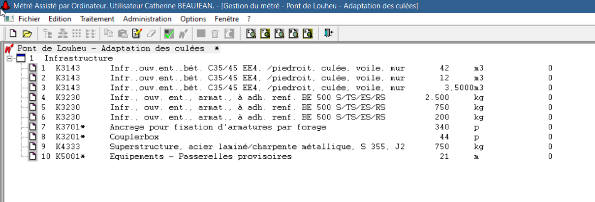 Métré Assisté par Ordinateur. Utilisateur Catherine BEAUJEAN. - [Gestion du métré - Pont de Louheu - Adaptation des culées]
Fichier Edition Traitement Administration Options Fenêtre ?
Pont de Louheu - Adaptation des culées *
1 Infrastructure
1 K3143 Infr.,ouv.ent.,bét. C35/45 EE4, /piedroit, culée, voile, mur 42 m3 0
2 K3143 Infr.,ouv.ent.,bét. C35/45 EE4, /piedroit, culée, voile, mur 4 m3 0
3 K3143 Infr.,ouv.ent.,bét. C35/45 EE4, /piedroit, culée, voile, mur 3.5000m3 0
4 K3230 Infr., ouv. ent., armat., à adh. renf. BE 500 S/TS/ES/RS 2.500 kg 0
5 K3230 Infr., ouv. ent., armat., à adh. renf. BE 500 S/TS/ES/RS 750 kg 0
6 K3230 Infr., ouv. ent., armat., à adh. renf. BE 500 S/TS/ES/RS 200 kg 0
7 K3701* Ancrage pour fixation d'armatures par forage 340 p 0
8 K3201* Couplerbox 44 p 0
9 K4333 Superstructure, acier laminé/charpente métallique, S 355, J2 750 kg 0
10 K5001* Equipements - Passerelles provisoires 21 m 0